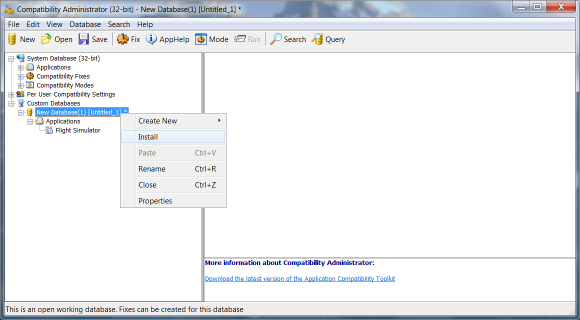 Compatibility Administrator (32-bit) - New Database(1) [Untitled_1] *
File Edit View Database Search Help
New Open Save Fix AppHelp Mode Run Search Query
System Database (32-bit)
Applications
Compatibility Fixes
Compatibility Modes
Per User Compatibility Settings
Custom Databases
New Database(1) [Untitled_1] *
Applications
Flight Simulator
Create New
Install
Paste Ctrl+V
Rename Ctrl+R
Close Ctrl+Z
Properties
More information about Compatibility Administrator:
Download the latest version of the Application Compatibility Toolkit
This is an open working database. Fixes can be created for this database